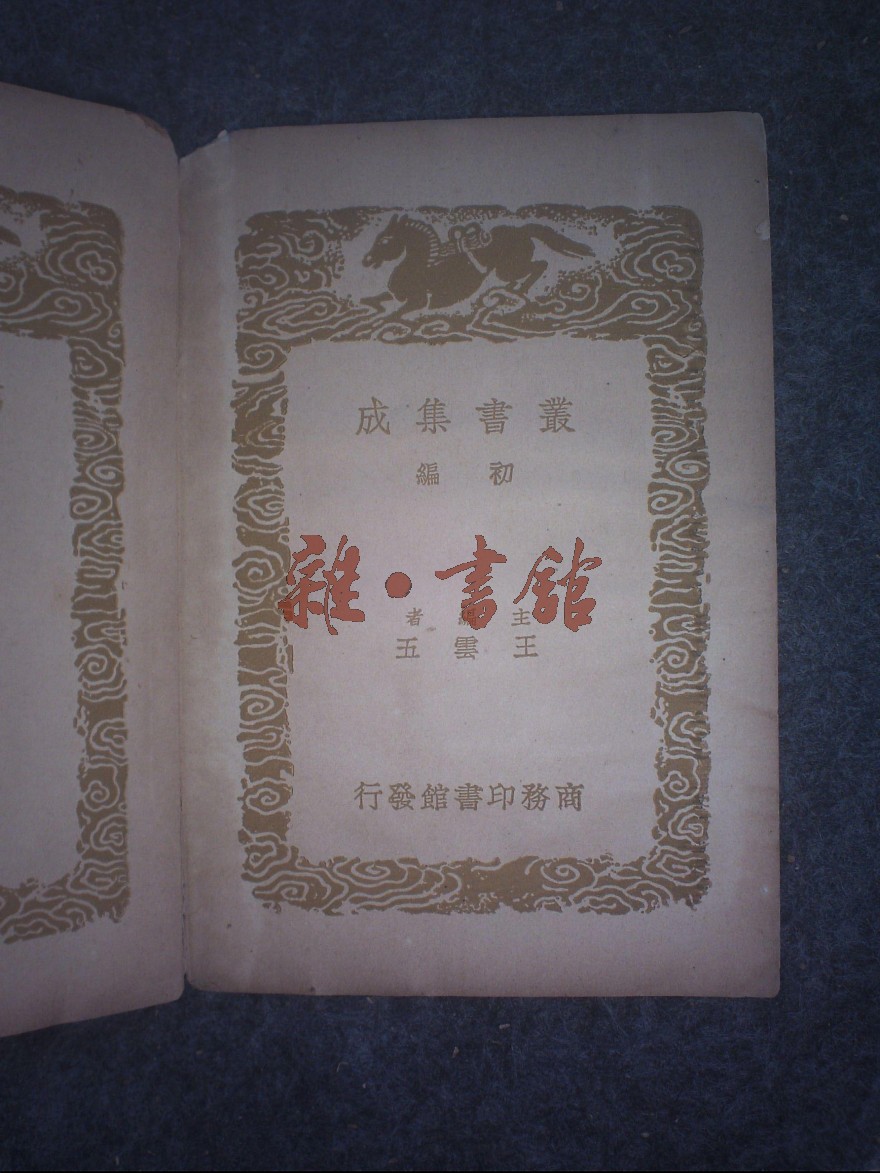 叢書集成
初編
雜·書館
主編者
王雲五
商務印書館發行